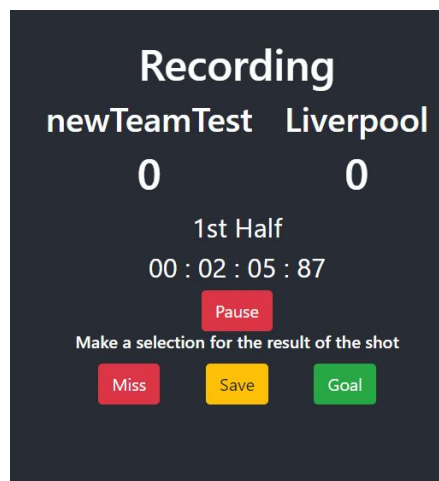 Recording
newTeamTest Liverpool
0 0
1st Half
00 : 02 : 05 : 87
Pause
Make a selection for the result of the shot
Miss Save Goal